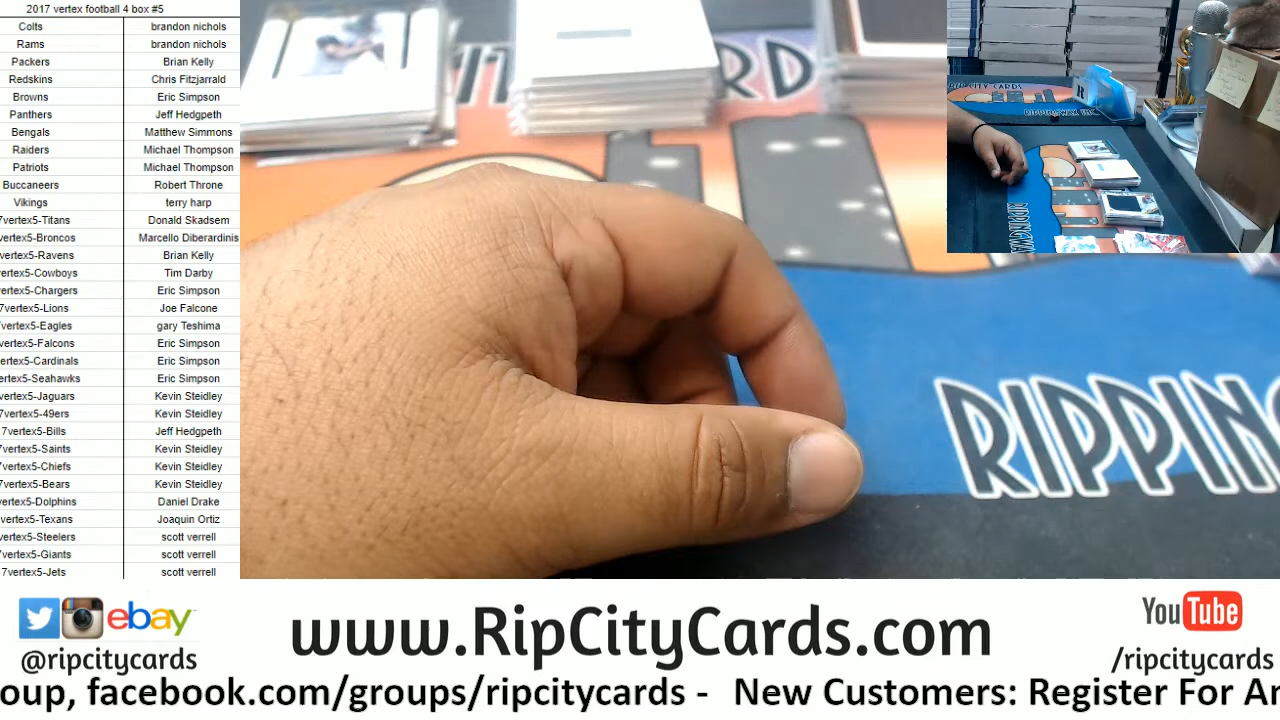 2017 vertex football 4 box #5
Colts brandon nichols
Rams brandon nichols
Packers Brian Kelly
Redskins Chris Fitzjarrald
Browns Eric Simpson
Panthers Jeff Hedgpeth
Bengals Matthew Simmons
Raiders Michael Thompson
Patriots Michael Thompson
Buccaneers Robert Throne
Vikings terry harp
7vertex5-Titans Donald Skadsem
vertex5-Broncos Marcello Diberardinis
vertex5-Ravens Brian Kelly
vertex5-Cowboys Tim Darby
vertex5-Chargers Eric Simpson
7vertex5-Lions Joe Falcone
vertex5-Eagles gary Teshima
vertex5-Falcons Eric Simpson
vertex5-Cardinals Eric Simpson
vertex5-Seahawks Eric Simpson
vertex5-Jaguars Kevin Steidley
7vertex5-49ers Kevin Steidley
17vertex5-Bills Jeff Hedgpeth
7vertex5-Saints Kevin Steidley
7vertex5-Chiefs Kevin Steidley
7vertex5-Bears Kevin Steidley
vertex5-Dolphins Daniel Drake
vertex5-Texans Joaquin Ortiz
vertex5-Steelers scott verrell
7vertex5-Giants scott verrell
17vertex5-Jets scott verrell
RIP CITY CARDS
RIPPIN
ebay
@ripcitycards
www.RipCityCards.com
YouTube
/ripcitycards
oup, facebook.com/groups/ripcitycards - New Customers: Register For An